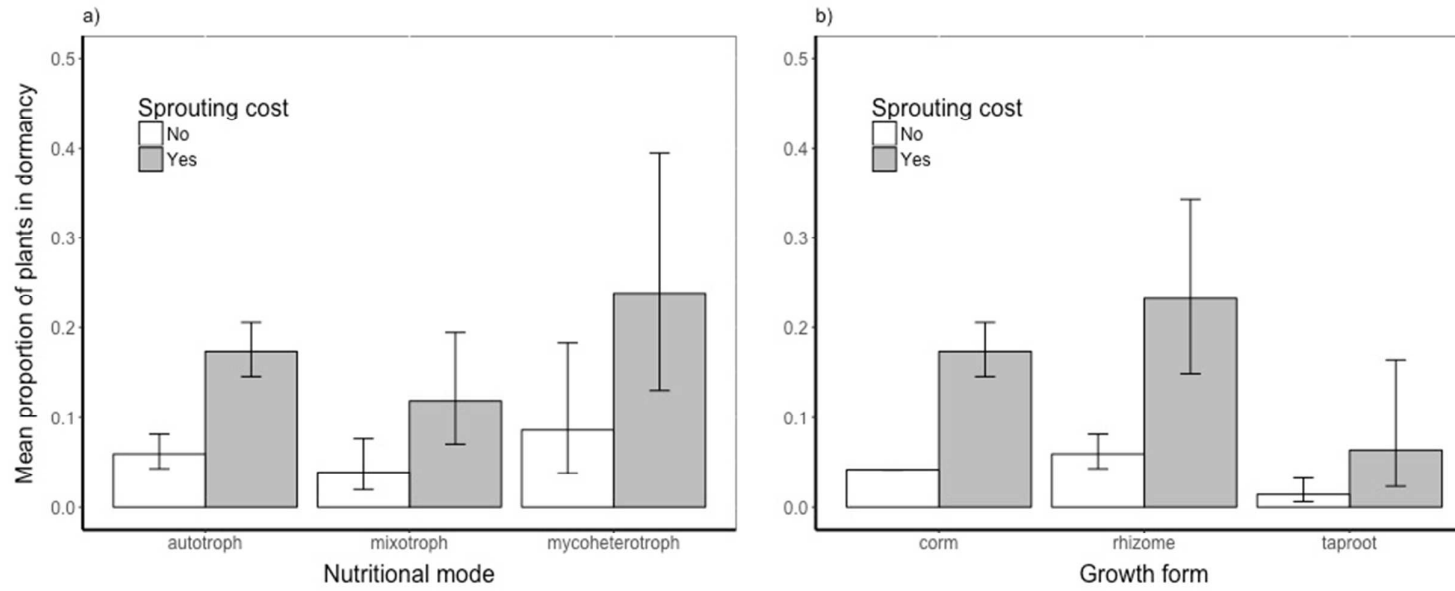 a)
Mean proportion of plants in dormancy
0.5
0.4
0.3
0.2
0.1
0.0
Sprouting cost
No
Yes
autotroph mixotroph mycoheterotroph
Nutritional mode
b)
0.5
0.4
0.3
0.2
0.1
0.0
Sprouting cost
No
Yes
corm rhizome taproot
Growth form